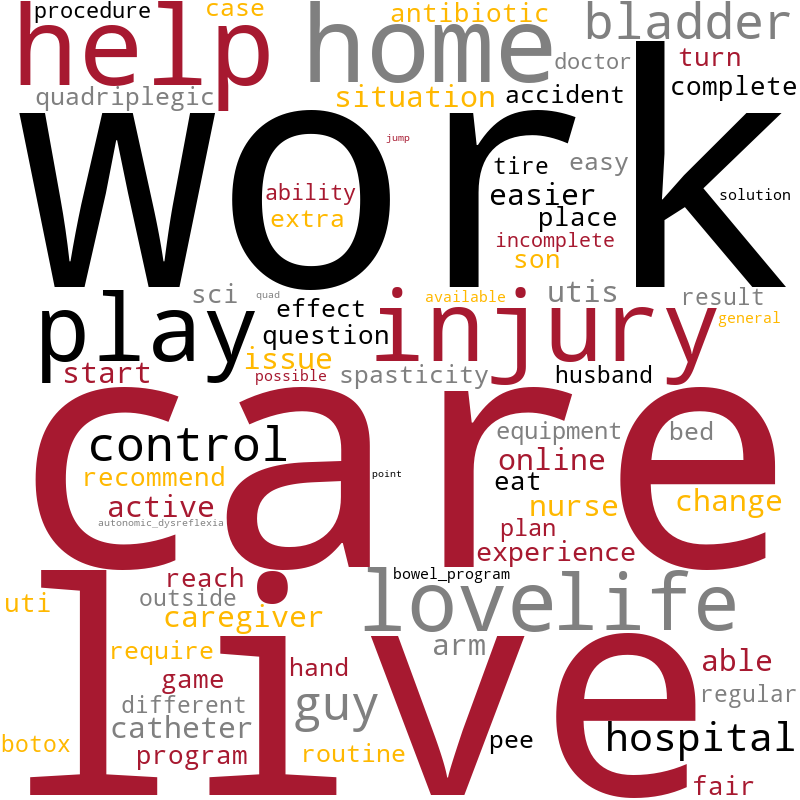 procedure
case
antibiotic
bladder
help
home
doctor
turn
complete
quadriplegic
situation
accident
work
jump
tire
easy
ability
easier
solution
extra
place
incomplete
son
sci
quad
available
utis
result
play
effect
injury
general
question
issue
start
possible
spasticity
husband
care
control
equipment
bed
recommend
online
point
eat
active
nurse
change
autonomic_dysreflexia
plan
experience
reach
bowel_program
outside
lovelife
uti
caregiver
live
arm
require
hand
able
game
guy
regular
different
catheter
botox
program
routine
pee
hospital
fair